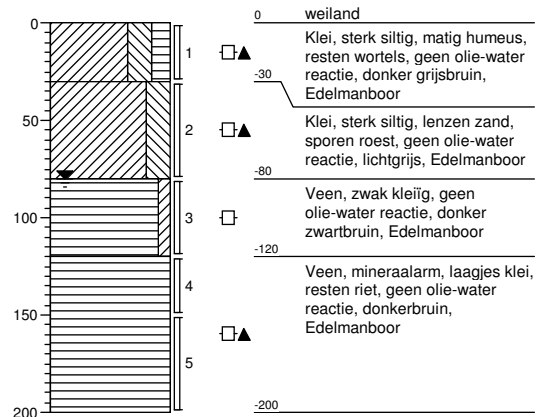 0 weiland
0
Klei, sterk siltig, matig humeus,
resten wortels, geen olie-water
reactie, donker grijsbruin,
Edelmanboor
1
-30
50
2
Klei, sterk siltig, lenzen zand,
sporen roest, geen olie-water
reactie, lichtgrijs, Edelmanboor
-80
100
3
Veen, zwak kleiïg, geen
olie-water reactie, donker
zwartbruin, Edelmanboor
-120
4
Veen, mineraalarm, laagjes klei,
resten riet, geen olie-water
reactie, donkerbruin,
Edelmanboor
150
5
200
-200